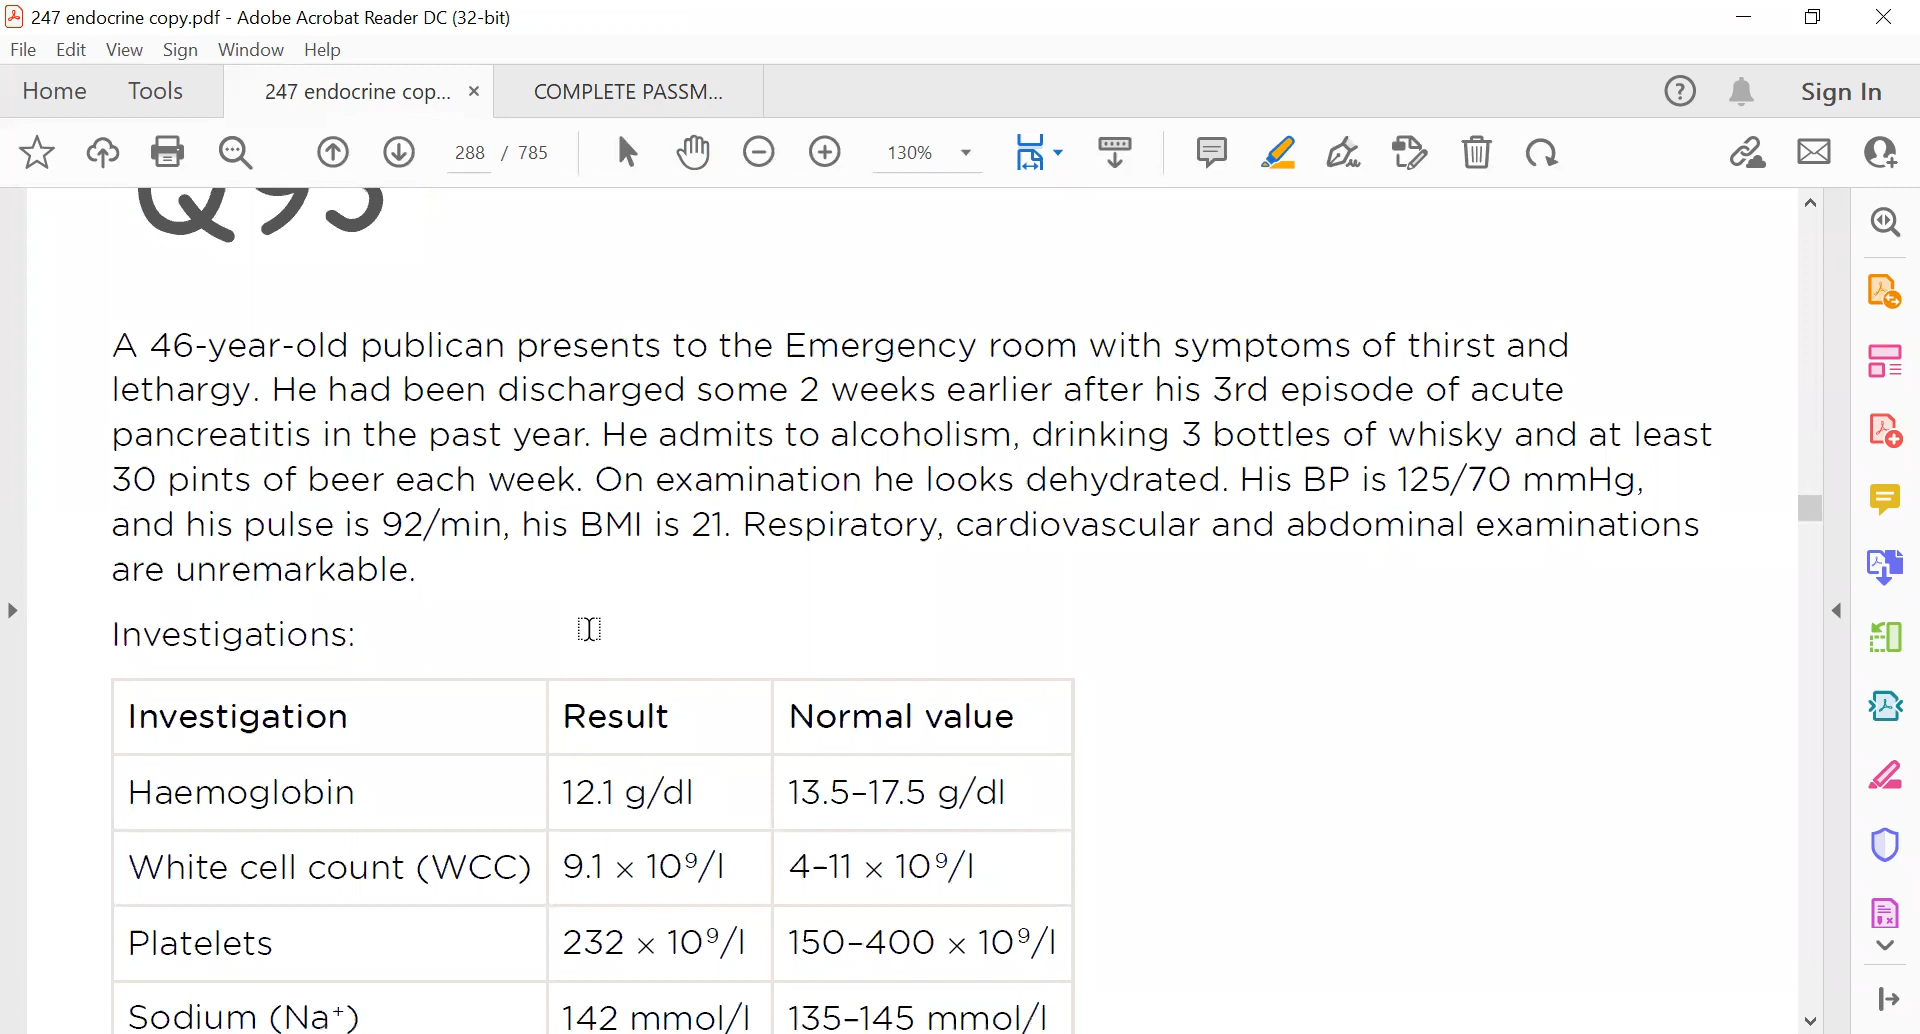 247 endocrine copy.pdf - Adobe Acrobat Reader DC (32-bit)
File Edit View Sign Window Help
Home Tools 247 endocrine cop... × COMPLETE PASSM... Sign In
288 / 785 130%
Q95
A 46-year-old publican presents to the Emergency room with symptoms of thirst and
lethargy. He had been discharged some 2 weeks earlier after his 3rd episode of acute
pancreatitis in the past year. He admits to alcoholism, drinking 3 bottles of whisky and at least
30 pints of beer each week. On examination he looks dehydrated. His BP is 125/70 mmHg,
and his pulse is 92/min, his BMI is 21. Respiratory, cardiovascular and abdominal examinations
are unremarkable.
Investigations:
Investigation Result Normal value
Haemoglobin 12.1 g/dl 13.5–17.5 g/dl
White cell count (WCC) 9.1 × 10⁹/l 4–11 × 10⁹/l
Platelets 232 × 10⁹/l 150–400 × 10⁹/l
Sodium (Na⁺) 142 mmol/l 135–145 mmol/l